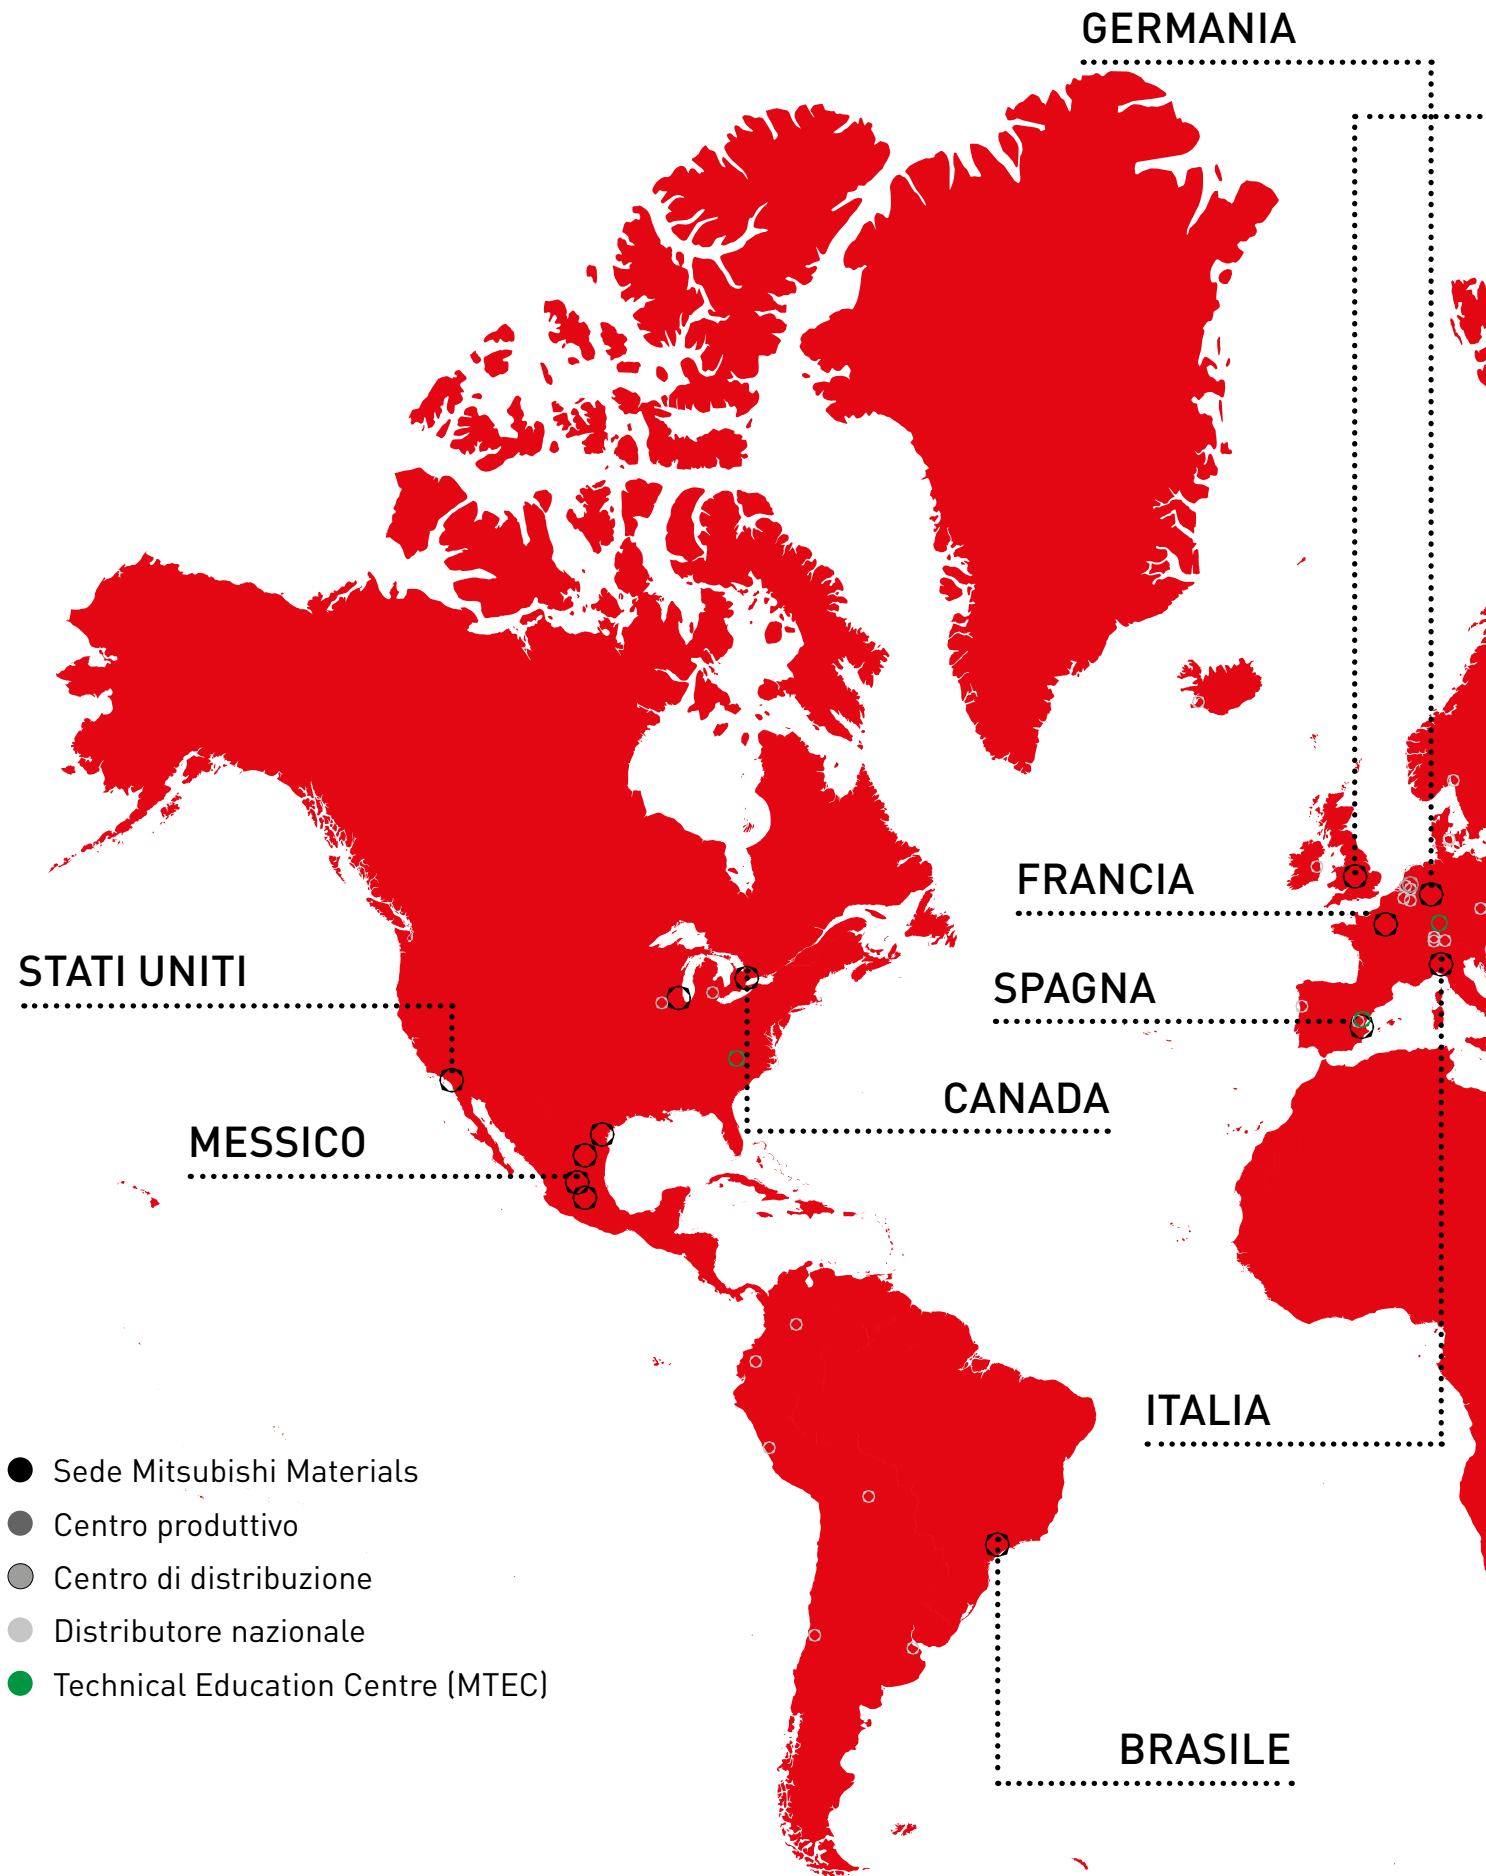 GERMANIA
FRANCIA
STATI UNITI
SPAGNA
CANADA
MESSICO
ITALIA
Sede Mitsubishi Materials
Centro produttivo
Centro di distribuzione
Distributore nazionale
Technical Education Centre (MTEC)
BRASILE